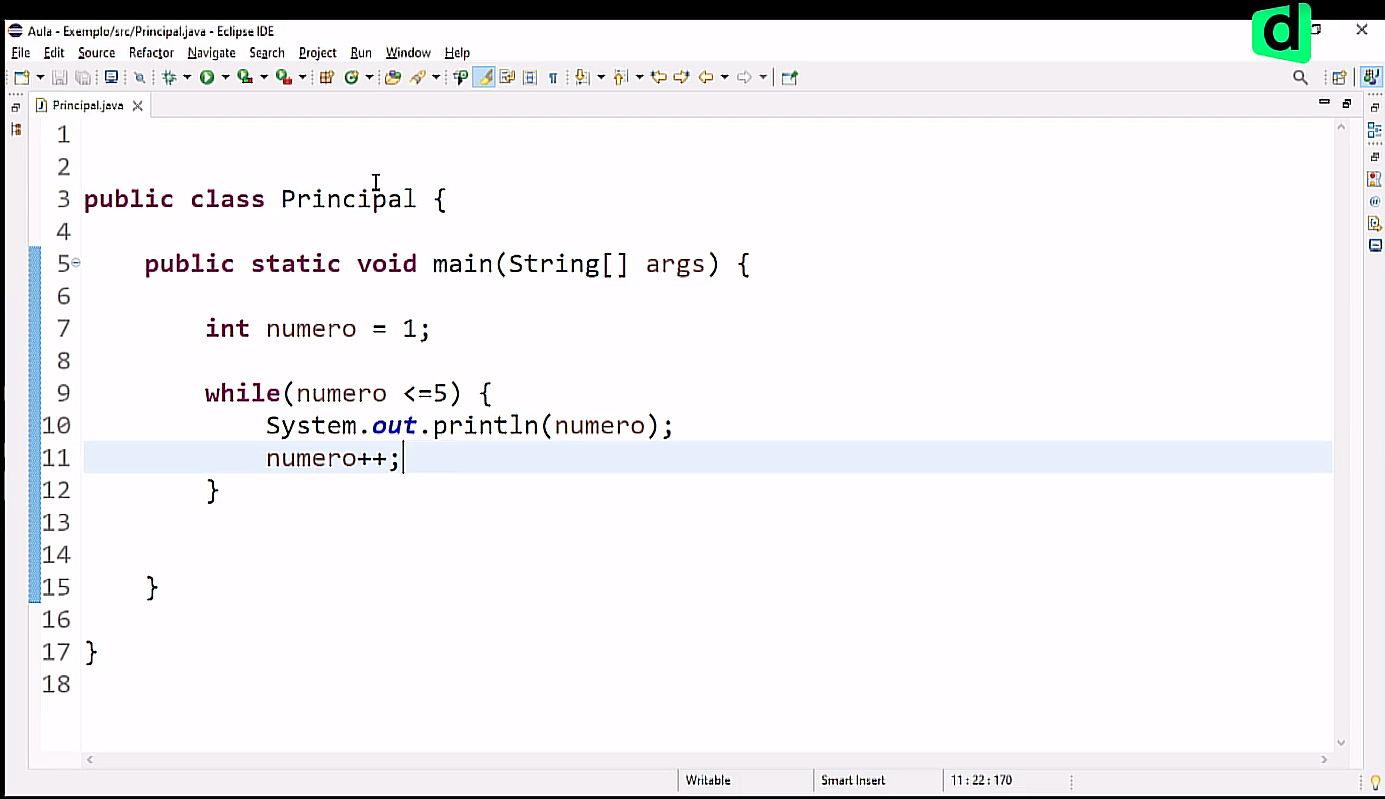 d
Aula - Exemplo/src/Principal.java - Eclipse IDE
File Edit Source Refactor Navigate Search Project Run Window Help
Principal.java
1
2
3 public class Principal {
4
5 public static void main(String[] args) {
6
7 int numero = 1;
8
9 while(numero <=5) {
10 System.out.println(numero);
11 numero++;
12 }
13
14
15 }
16
17 }
18
Writable Smart Insert 11 : 22 : 170